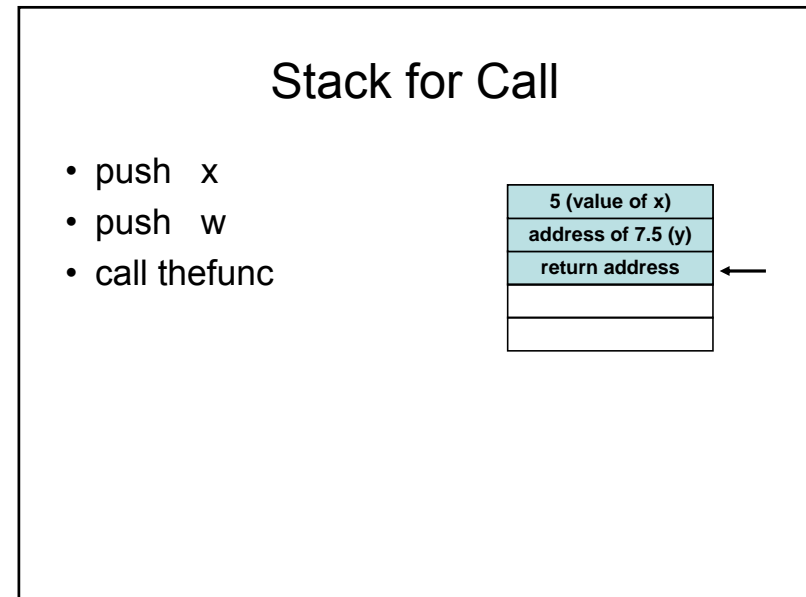 Stack for Call
• push x
• push w
• call thefunc
5 (value of x)
address of 7.5 (y)
return address